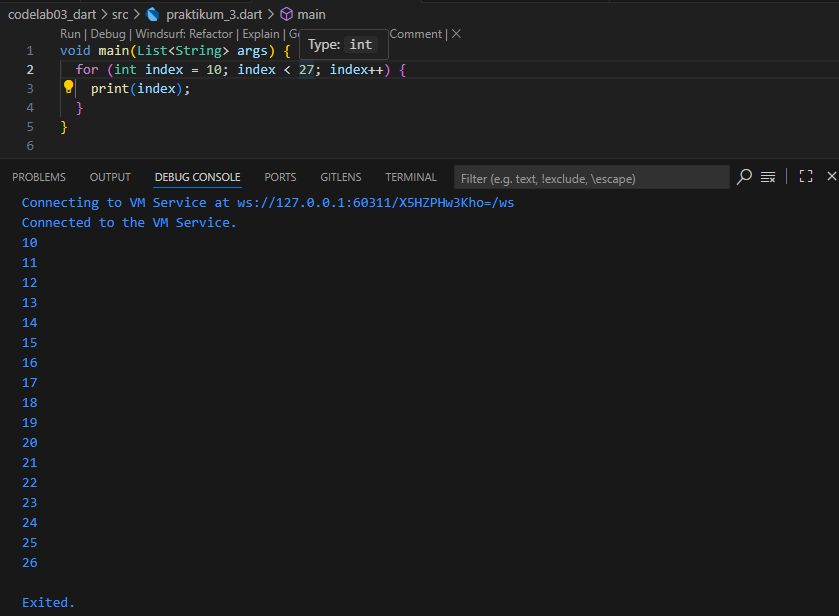 codelab03_dart > src > praktikum_3.dart > main
Run | Debug | Windsurf: Refactor | Explain | Comment | X
Type: int
1 void main(List<String> args) {
2 for (int index = 10; index < 27; index++) {
3 print(index);
4 }
5 }
6
PROBLEMS OUTPUT DEBUG CONSOLE PORTS GITLENS TERMINAL Filter (e.g. text, !exclude, \escape)
Connecting to VM Service at ws://127.0.0.1:60311/X5HZPHw3Kho=/ws
Connected to the VM Service.
10
11
12
13
14
15
16
17
18
19
20
21
22
23
24
25
26
Exited.